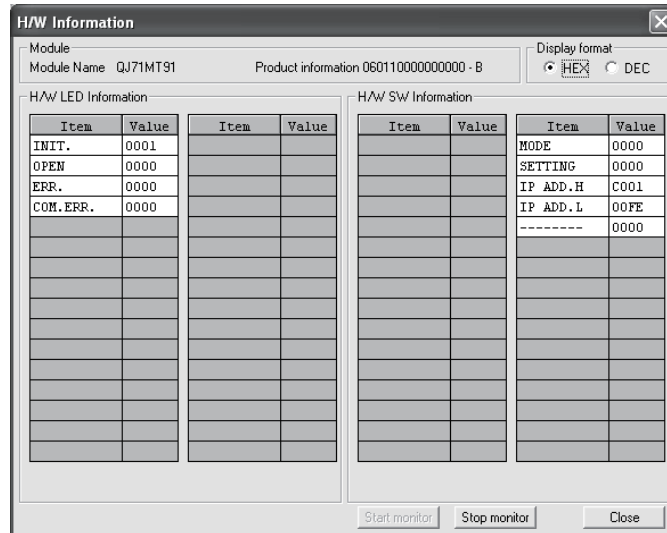 H/W Information
Module
Module Name QJ71MT91 Product information 060110000000000 - B
Display format
HEX DEC
H/W LED Information
Item Value Item Value
INIT. 0001
OPEN 0000
ERR. 0000
COM.ERR. 0000
H/W SW Information
Item Value Item Value
MODE 0000
SETTING 0000
IP ADD.H C001
IP ADD.L 00FE
-------- 0000
Start monitor Stop monitor Close